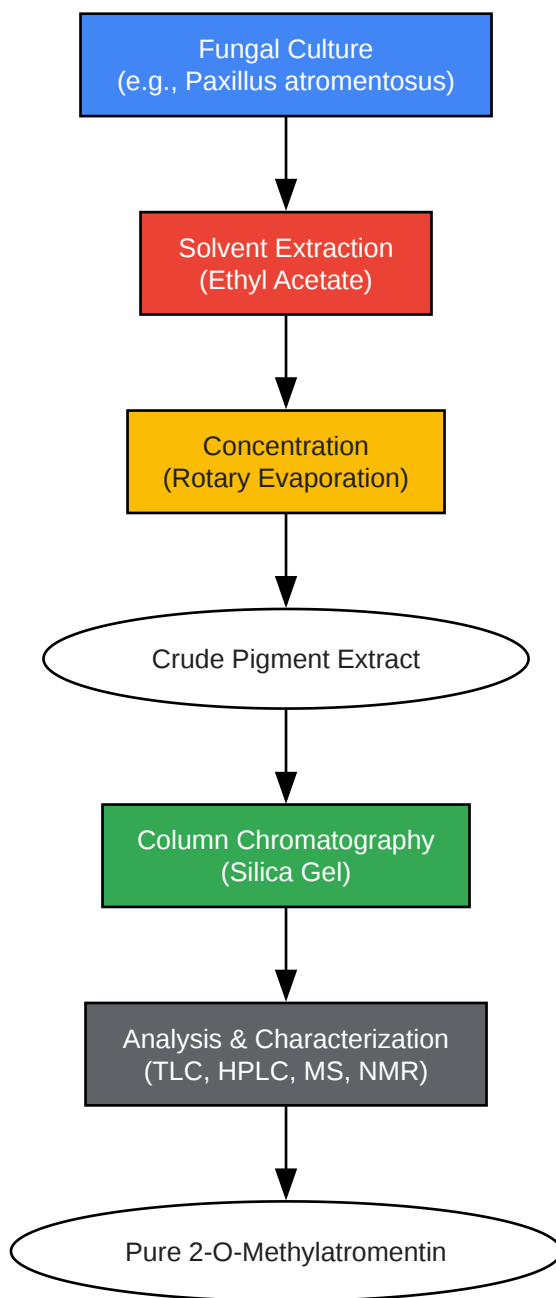 Fungal Culture
(e.g., Paxillus atromentosus)
Solvent Extraction
(Ethyl Acetate)
Concentration
(Rotary Evaporation)
Crude Pigment Extract
Column Chromatography
(Silica Gel)
Analysis & Characterization
(TLC, HPLC, MS, NMR)
Pure 2-O-Methylatromentin